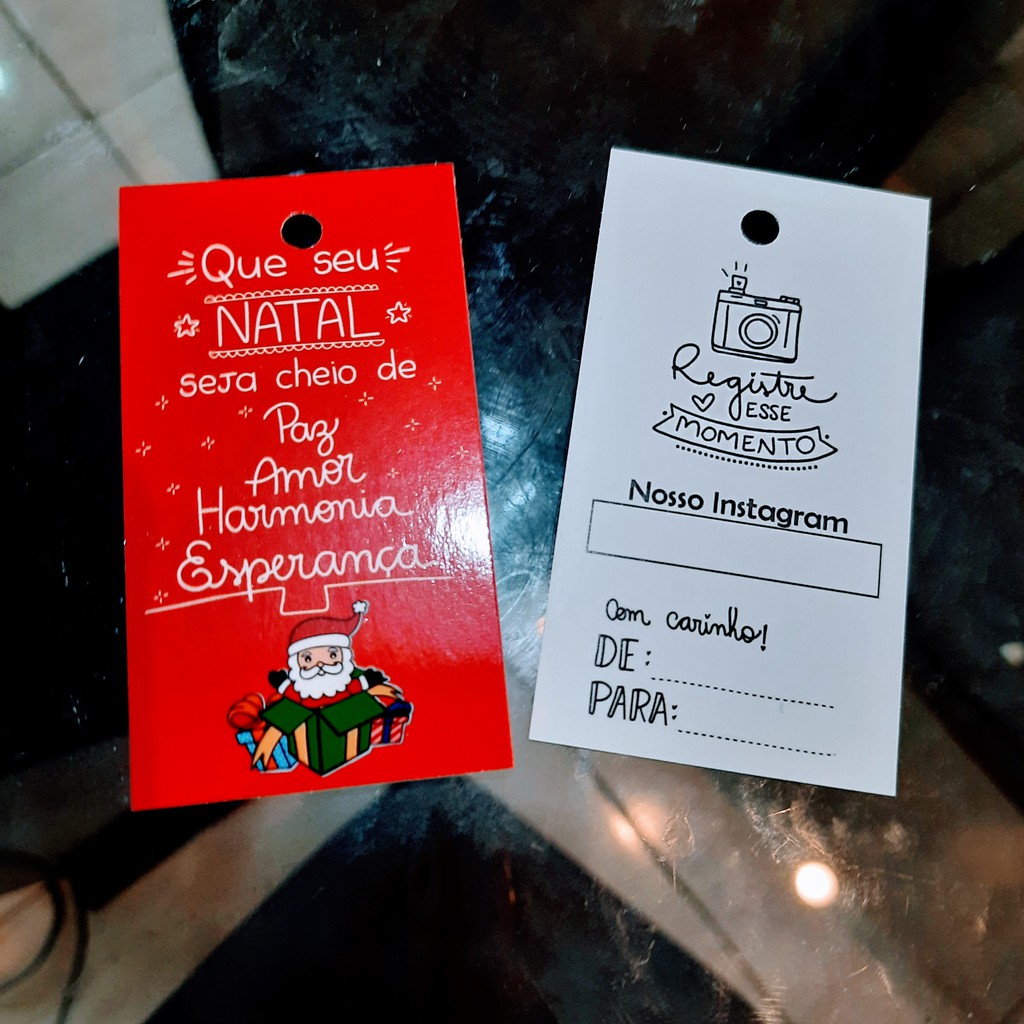 Que seu
NATAL
seja cheio de
Paz
Amor
Harmonia
Esperança
Registre
ESSE
MOMENTO
Nosso Instagram
Com carinho!
DE:
PARA: